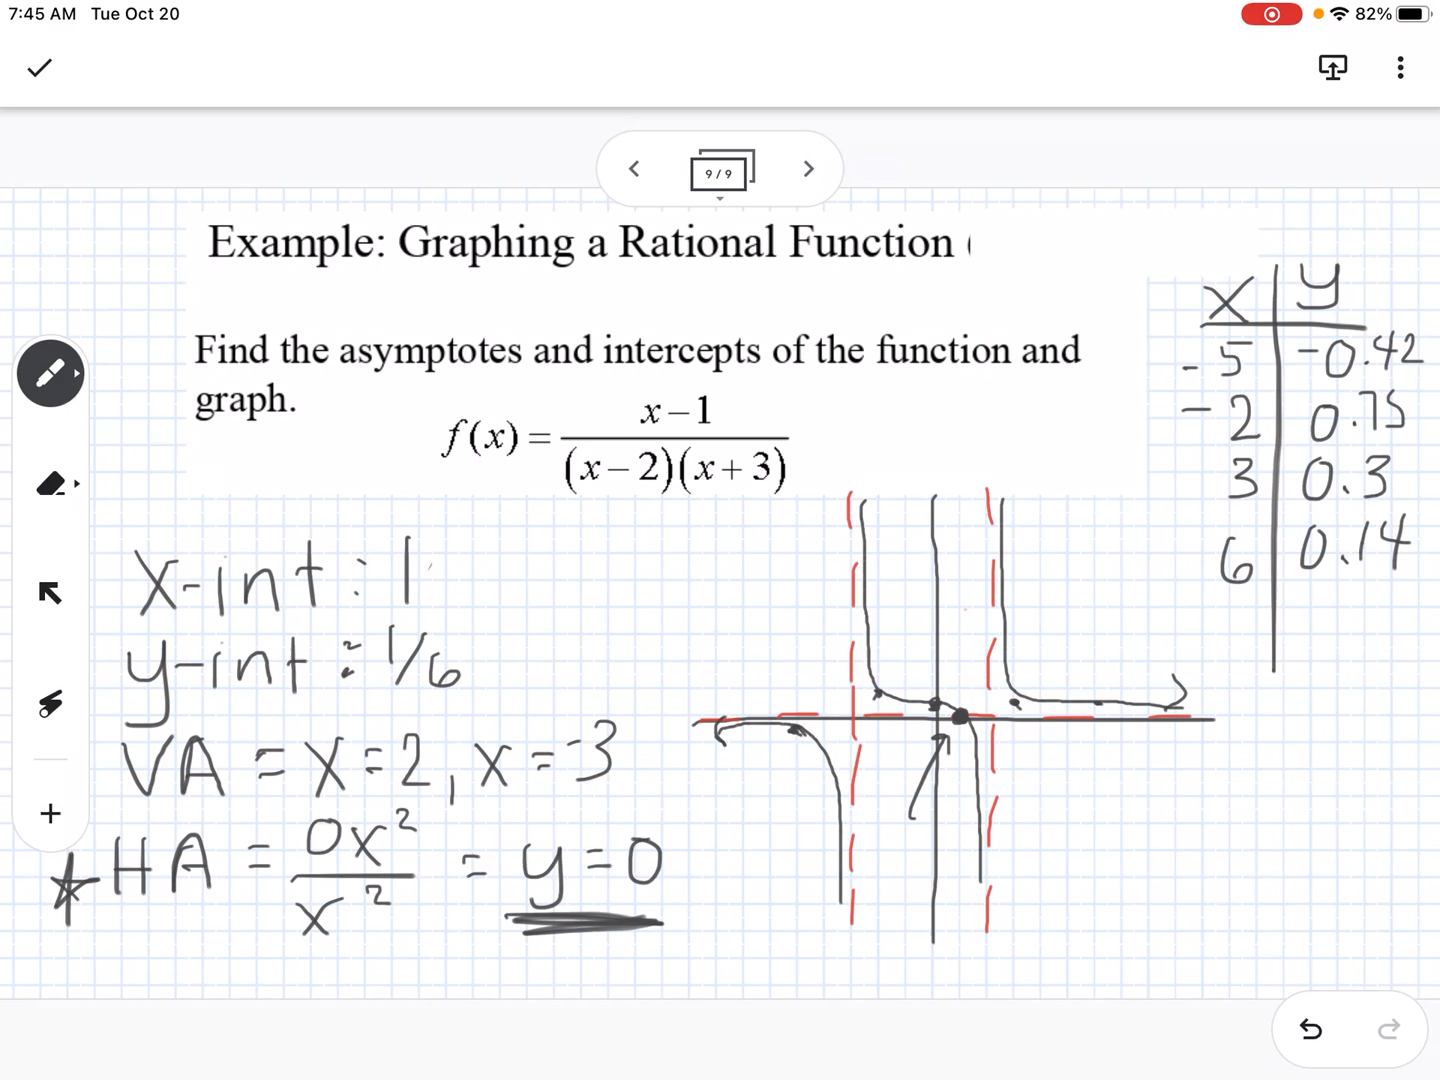 7:45 AM Tue Oct 20
82%
9 / 9
Example: Graphing a Rational Function (
Find the asymptotes and intercepts of the function and
graph.
f(x) = (x − 1) / ((x − 2)(x + 3))
x | y
-5 | -0.42
-2 | 0.75
3 | 0.3
6 | 0.14
x-int : 1
y-int : 1/6
VA = x = 2, x = -3
* HA = 0x² / x² = y = 0